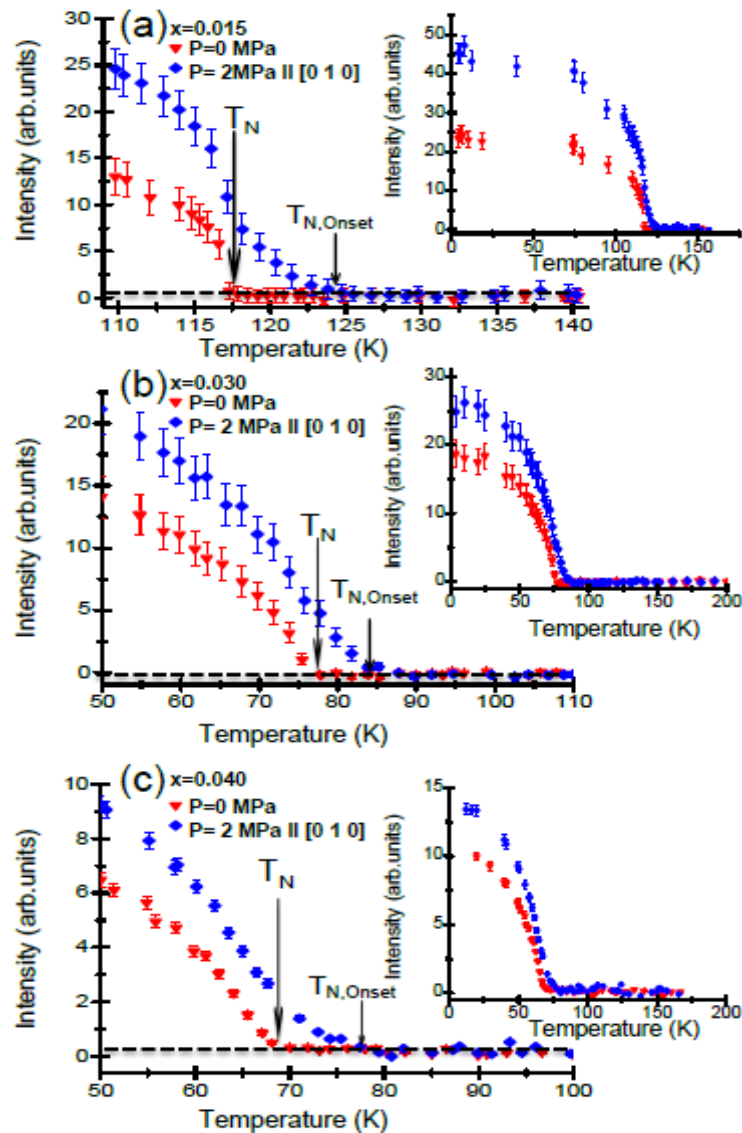 (a) x=0.015
P=0 MPa
P= 2MPa II [0 1 0]
T_N
T_N,Onset
Intensity (arb.units)
30
25
20
15
10
5
0
110 115 120 125 130 135 140
Temperature (K)
Intensity (arb.units)
50
40
30
20
10
0
0 50 100 150
Temperature (K)
(b) x=0.030
P=0 MPa
P= 2 MPa II [0 1 0]
T_N
T_N,Onset
Intensity (arb.units)
20
15
10
5
0
50 60 70 80 90 100 110
Temperature (K)
Intensity (arb.units)
30
20
10
0
0 50 100 150 200
Temperature (K)
(c) x=0.040
P=0 MPa
P= 2 MPa II [0 1 0]
T_N
T_N,Onset
Intensity (arb.units)
10
8
6
4
2
0
50 60 70 80 90 100
Temperature (K)
Intensity (arb.units)
15
10
5
0
0 50 100 150 200
Temperature (K)